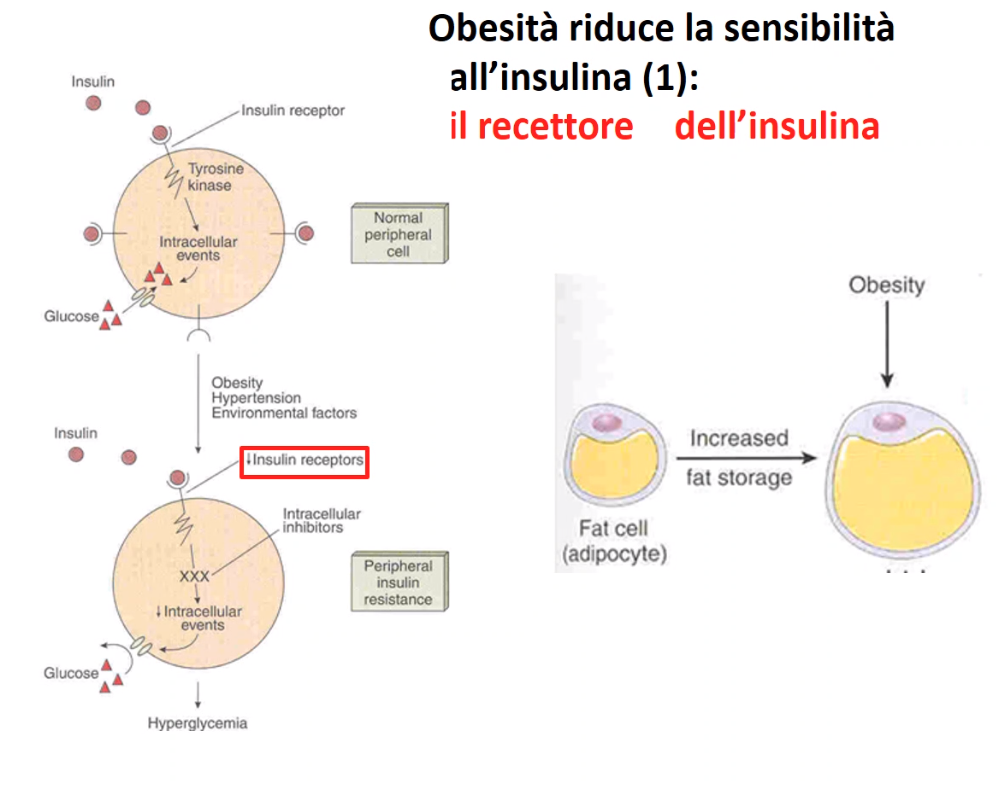 Obesità riduce la sensibilità
all’insulina (1):
il recettore dell’insulina
Insulin
Insulin receptor
Tyrosine
kinase
Intracellular
events
Glucose
Normal
peripheral
cell
Obesity
Hypertension
Environmental factors
Insulin
↓Insulin receptors
Intracellular
inhibitors
XXX
↓Intracellular
events
Glucose
Peripheral
insulin
resistance
Hyperglycemia
Obesity
Increased
fat storage
Fat cell
(adipocyte)